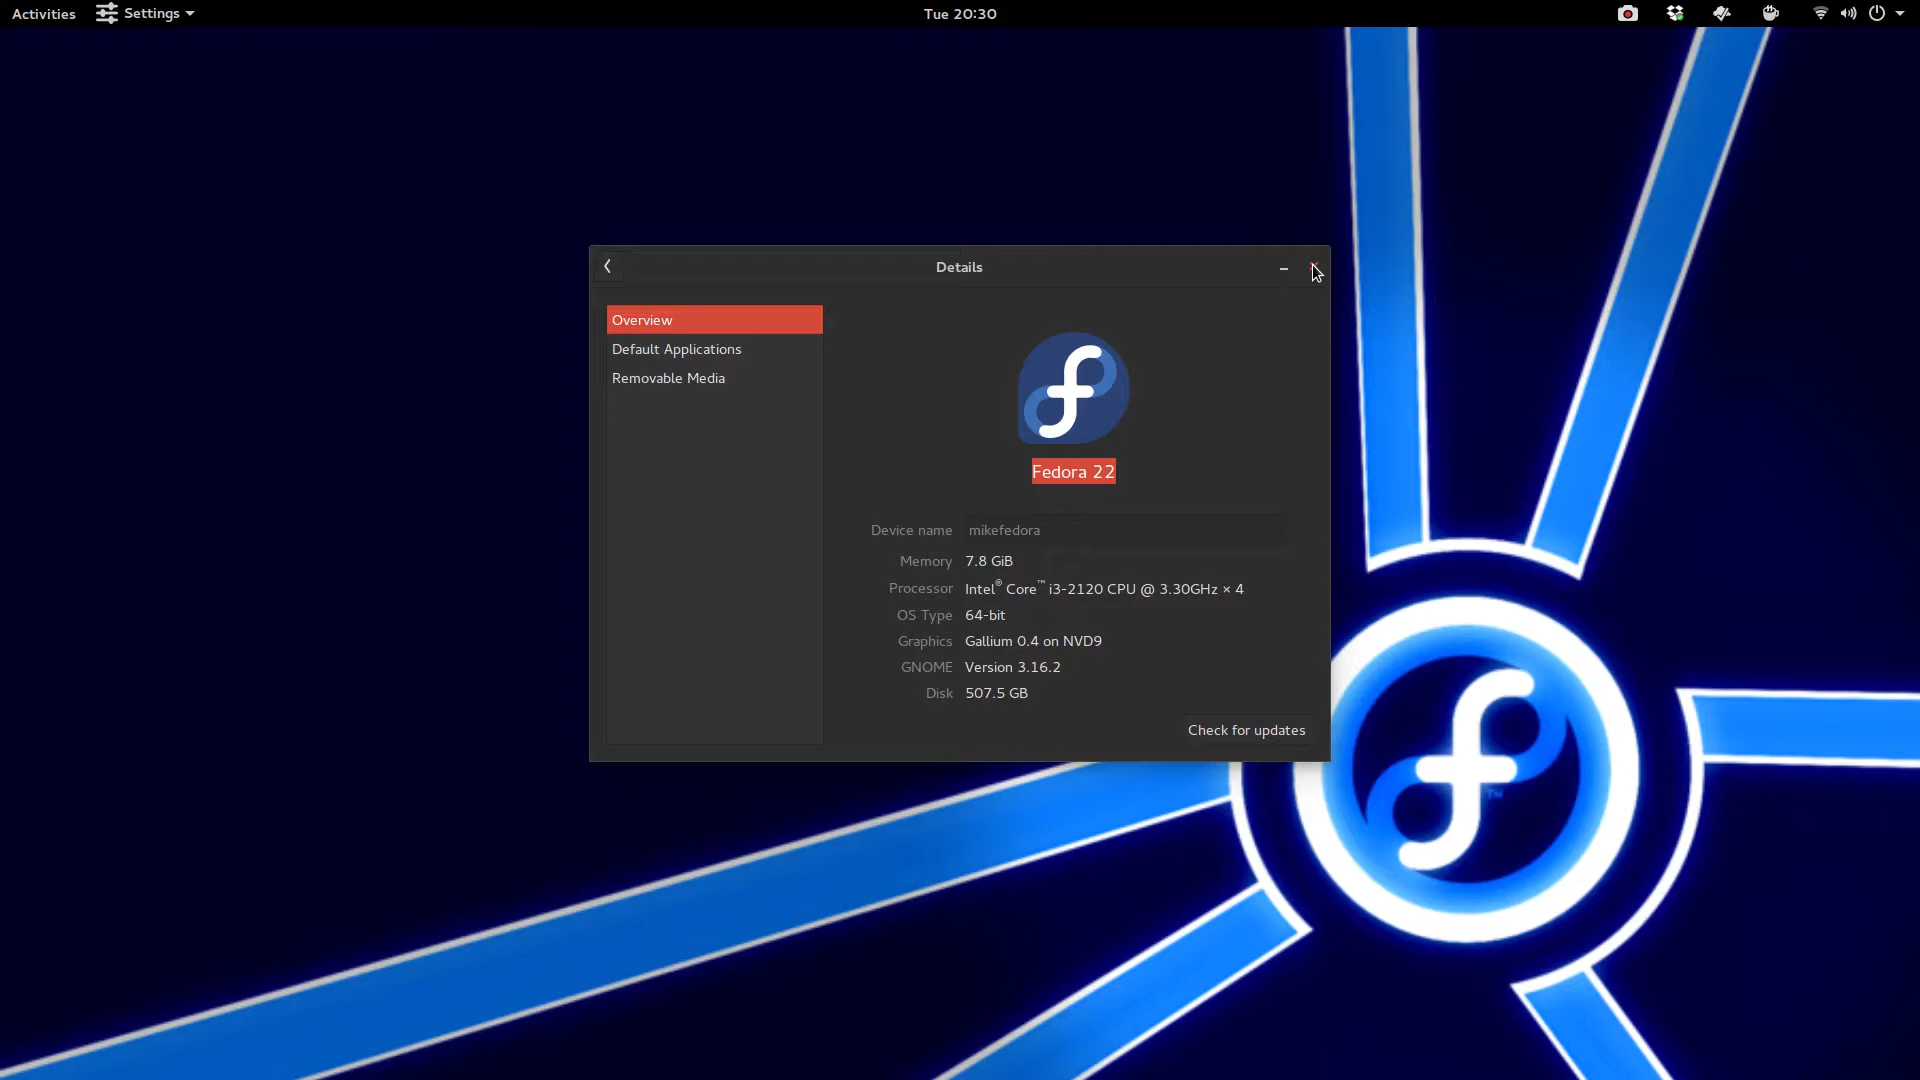 Activities Settings Tue 20:30
Details
Overview
Default Applications
Removable Media
Fedora 22
Device name mikefedora
Memory 7.8 GiB
Processor Intel® Core™ i3-2120 CPU @ 3.30GHz × 4
OS Type 64-bit
Graphics Gallium 0.4 on NVD9
GNOME Version 3.16.2
Disk 507.5 GB
Check for updates
TM